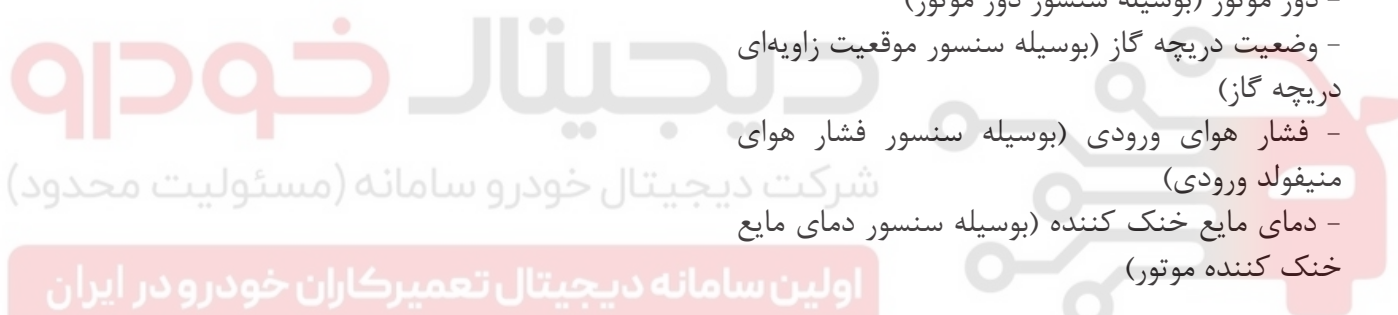 - دور موتور (بوسیله سنسور دور موتور)
- وضعیت دریچه گاز (بوسیله سنسور موقعیت زاویه‌ای
دریچه گاز)
- فشار هوای ورودی (بوسیله سنسور فشار هوای
منیفولد ورودی)
- دمای مایع خنک کننده (بوسیله سنسور دمای مایع
خنک کننده موتور)
دیجیتال خودرو
شرکت دیجیتال خودرو سامانه (مسئولیت محدود)
اولین سامانه دیجیتال تعمیرکاران خودرو در ایران